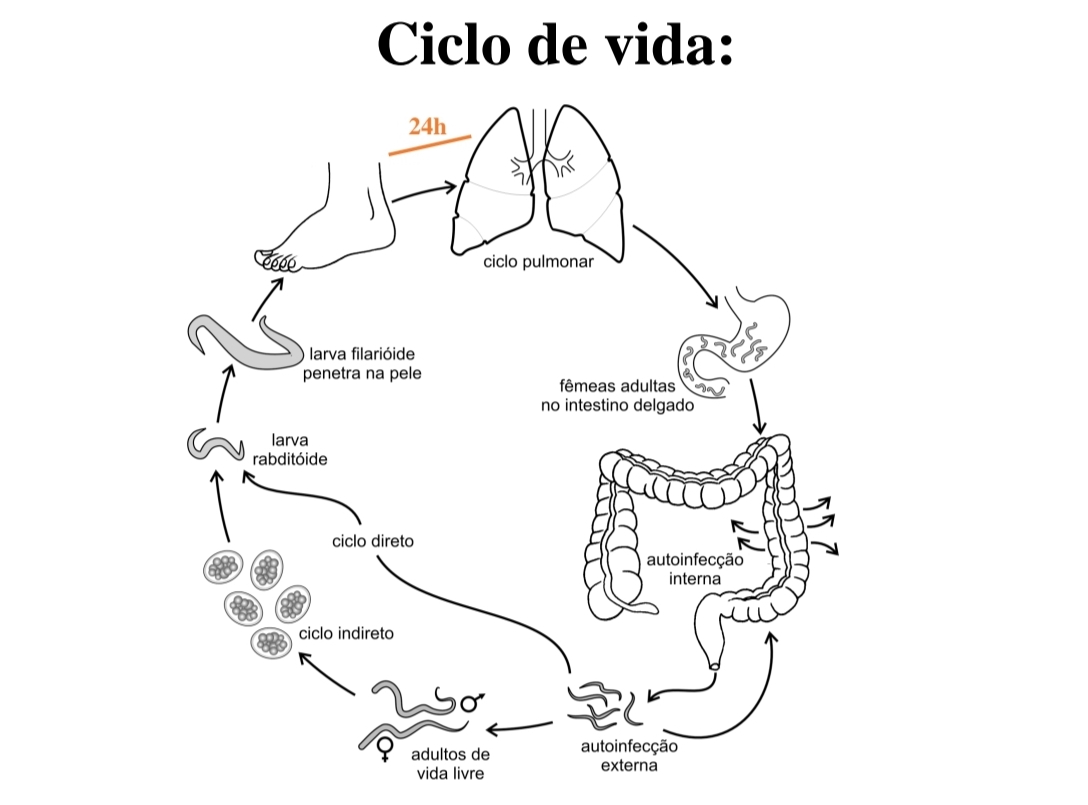 Ciclo de vida:
24h
ciclo pulmonar
larva filarióide
penetra na pele
fêmeas adultas
no intestino delgado
larva
rabditóide
ciclo direto
autoinfecção
interna
ciclo indireto
autoinfecção
externa
adultos de
vida livre